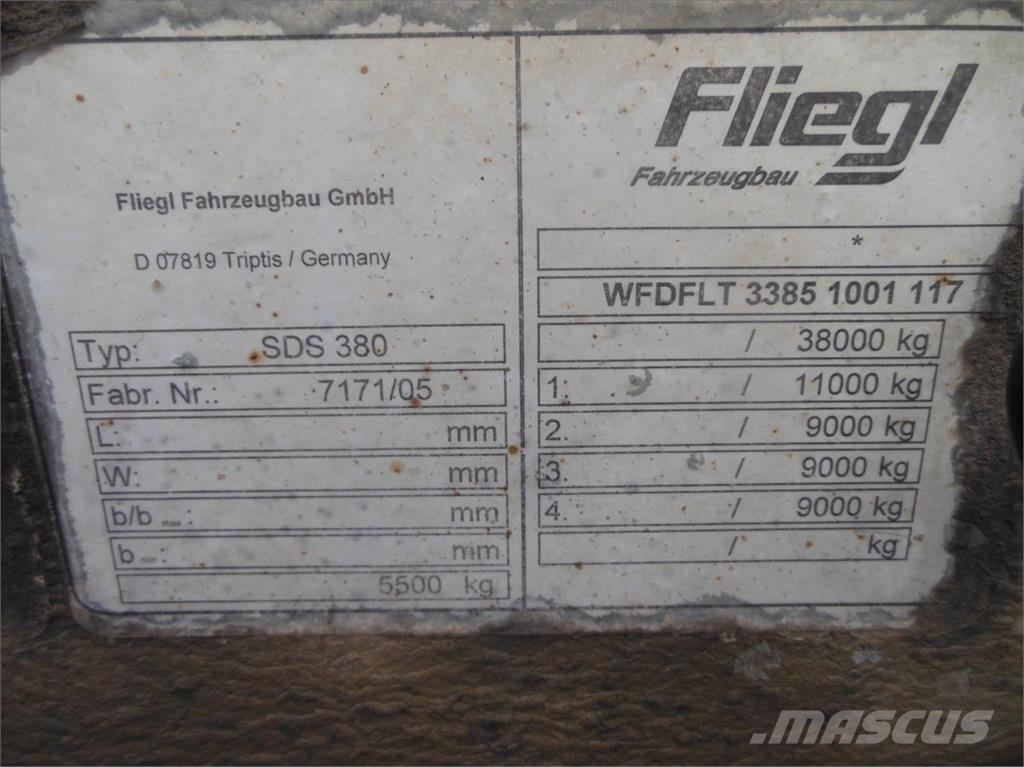 Fliegl Fahrzeugbau GmbH
D 07819 Triptis / Germany
Typ: SDS 380
Fabr. Nr.: 7171/05
L: mm
W: mm
b/b max : mm
b min : mm
5500 kg
Fliegl
Fahrzeugbau
*
WFDFLT 3385 1001 117
/ 38000 kg
1. / 11000 kg
2. / 9000 kg
3. / 9000 kg
4. / 9000 kg
/ kg
MASCUS